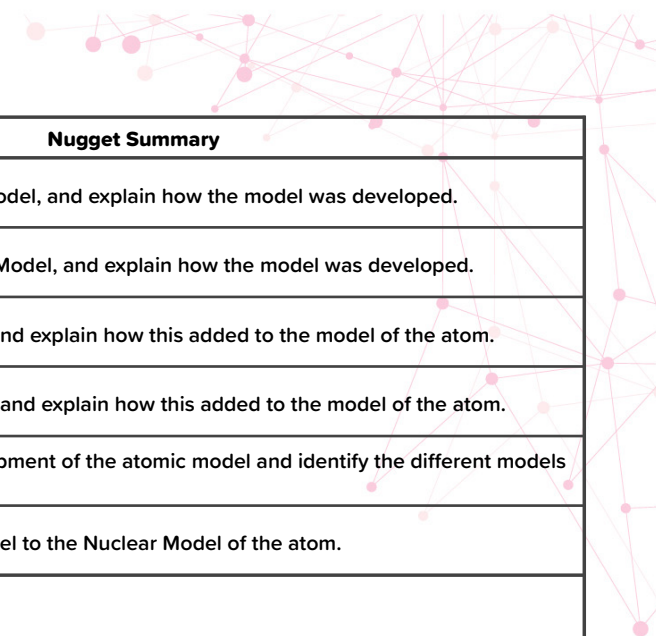 Nugget Summary
odel, and explain how the model was developed.
Model, and explain how the model was developed.
nd explain how this added to the model of the atom.
and explain how this added to the model of the atom.
pment of the atomic model and identify the different models
el to the Nuclear Model of the atom.